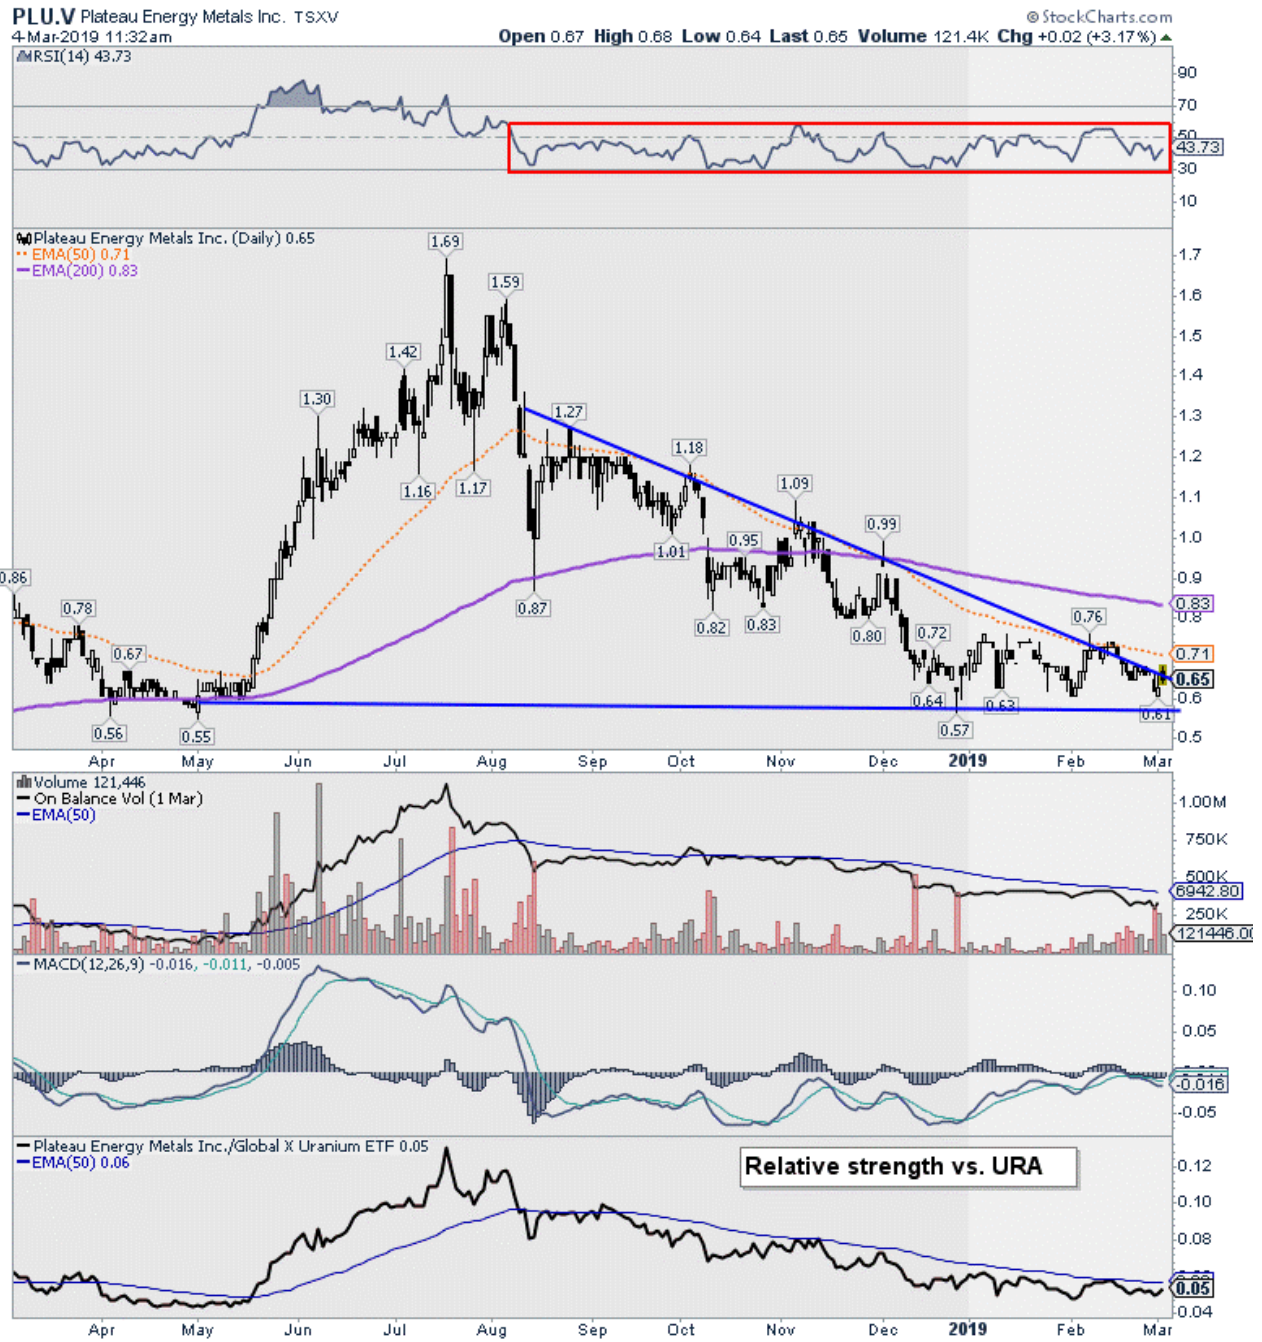 PLU.V Plateau Energy Metals Inc. TSXV
© StockCharts.com
4-Mar-2019 11:32am
Open 0.67 High 0.68 Low 0.64 Last 0.65 Volume 121.4K Chg +0.02 (+3.17%)
RSI(14) 43.73
90
70
50
43.73
30
10
Plateau Energy Metals Inc. (Daily) 0.65
EMA(50) 0.71
EMA(200) 0.83
1.69
1.59
1.42
1.30
1.27
1.18
1.16
1.17
1.09
1.01
0.99
0.95
0.87
0.86
0.82
0.83
0.80
0.78
0.76
0.72
0.67
0.64
0.63
0.61
0.57
0.56
0.55
1.7
1.6
1.5
1.4
1.3
1.2
1.1
1.0
0.9
0.83
0.8
0.71
0.65
0.6
0.5
Apr May Jun Jul Aug Sep Oct Nov Dec 2019 Feb Mar
Volume 121,446
On Balance Vol (1 Mar)
EMA(50)
1.00M
750K
500K
6942.80
250K
121446.00
MACD(12,26,9) -0.016, -0.011, -0.005
0.10
0.05
-0.016
-0.05
Plateau Energy Metals Inc./Global X Uranium ETF 0.05
EMA(50) 0.06
Relative strength vs. URA
0.12
0.10
0.08
0.05
0.04
Apr May Jun Jul Aug Sep Oct Nov Dec 2019 Feb Mar